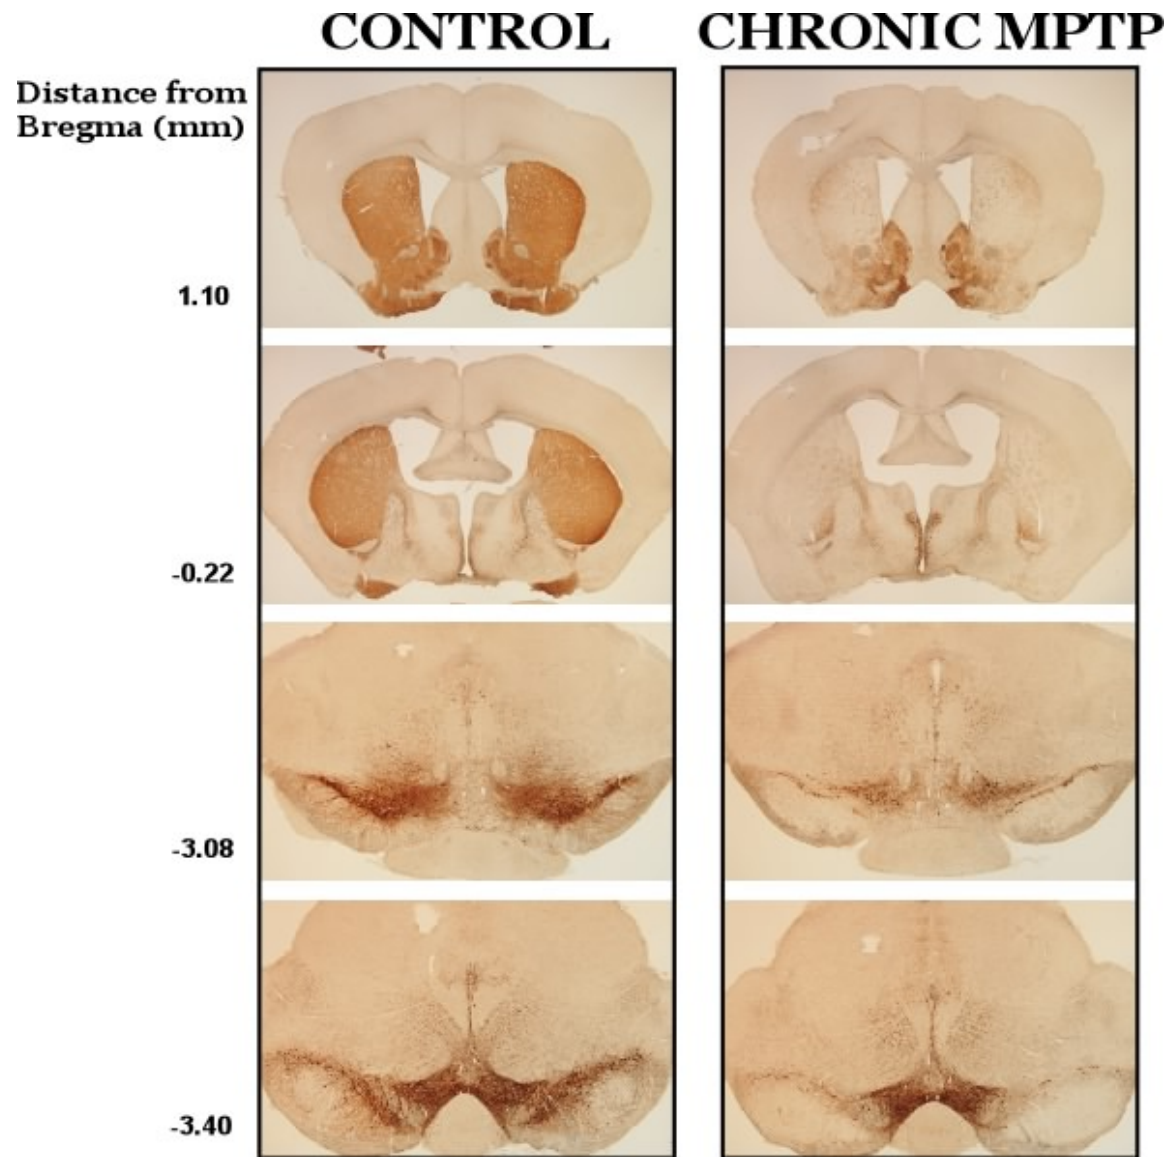 CONTROL
CHRONIC MPTP
Distance from
Bregma (mm)
1.10
-0.22
-3.08
-3.40